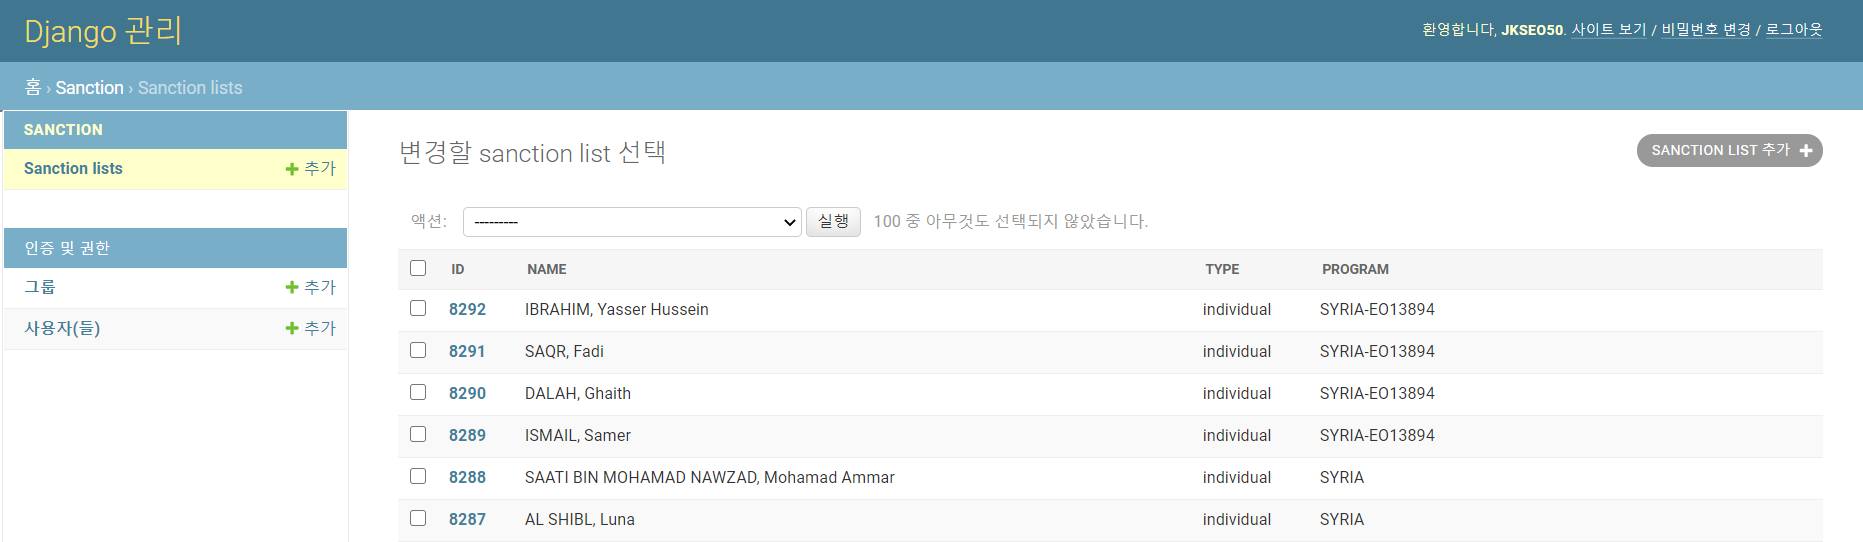 Django 관리
환영합니다, JKSEO50. 사이트 보기 / 비밀번호 변경 / 로그아웃
홈 › Sanction › Sanction lists
SANCTION
Sanction lists 추가
인증 및 권한
그룹 추가
사용자(들) 추가
변경할 sanction list 선택
SANCTION LIST 추가
액션: --------- 실행 100 중 아무것도 선택되지 않았습니다.
ID NAME TYPE PROGRAM
8292 IBRAHIM, Yasser Hussein individual SYRIA-EO13894
8291 SAQR, Fadi individual SYRIA-EO13894
8290 DALAH, Ghaith individual SYRIA-EO13894
8289 ISMAIL, Samer individual SYRIA-EO13894
8288 SAATI BIN MOHAMAD NAWZAD, Mohamad Ammar individual SYRIA
8287 AL SHIBL, Luna individual SYRIA